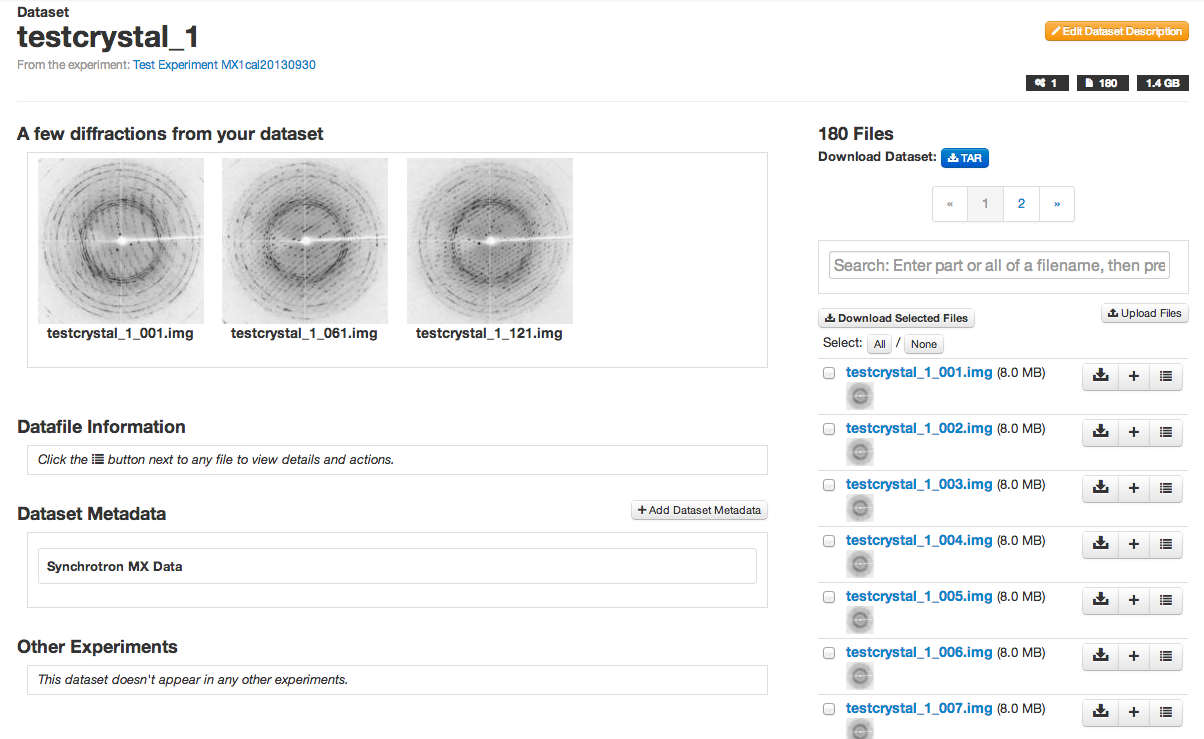 Dataset
testcrystal_1
Edit Dataset Description
From the experiment: Test Experiment MX1cal20130930
1 180 1.4 GB
A few diffractions from your dataset
testcrystal_1_001.img testcrystal_1_061.img testcrystal_1_121.img
Datafile Information
Click the button next to any file to view details and actions.
Dataset Metadata
+ Add Dataset Metadata
Synchrotron MX Data
Other Experiments
This dataset doesn't appear in any other experiments.
180 Files
Download Dataset: TAR
« 1 2 »
Search: Enter part or all of a filename, then pre
Download Selected Files
Upload Files
Select: All / None
testcrystal_1_001.img (8.0 MB)
testcrystal_1_002.img (8.0 MB)
testcrystal_1_003.img (8.0 MB)
testcrystal_1_004.img (8.0 MB)
testcrystal_1_005.img (8.0 MB)
testcrystal_1_006.img (8.0 MB)
testcrystal_1_007.img (8.0 MB)